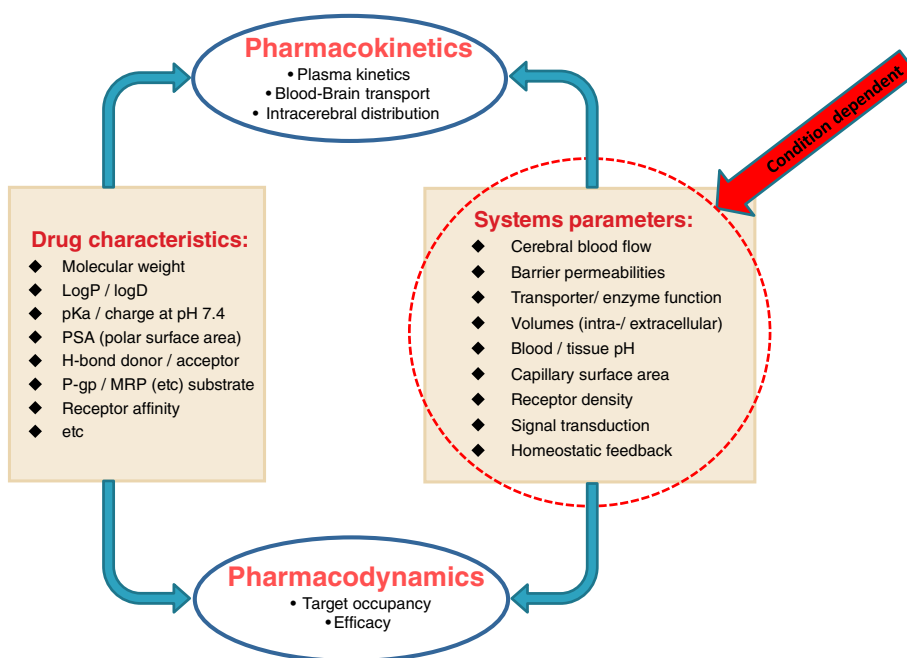 Pharmacokinetics
• Plasma kinetics
• Blood-Brain transport
• Intracerebral distribution
Condition dependent
Drug characteristics:
◆ Molecular weight
◆ LogP / logD
◆ pKa / charge at pH 7.4
◆ PSA (polar surface area)
◆ H-bond donor / acceptor
◆ P-gp / MRP (etc) substrate
◆ Receptor affinity
◆ etc
Systems parameters:
◆ Cerebral blood flow
◆ Barrier permeabilities
◆ Transporter/ enzyme function
◆ Volumes (intra-/ extracellular)
◆ Blood / tissue pH
◆ Capillary surface area
◆ Receptor density
◆ Signal transduction
◆ Homeostatic feedback
Pharmacodynamics
• Target occupancy
• Efficacy